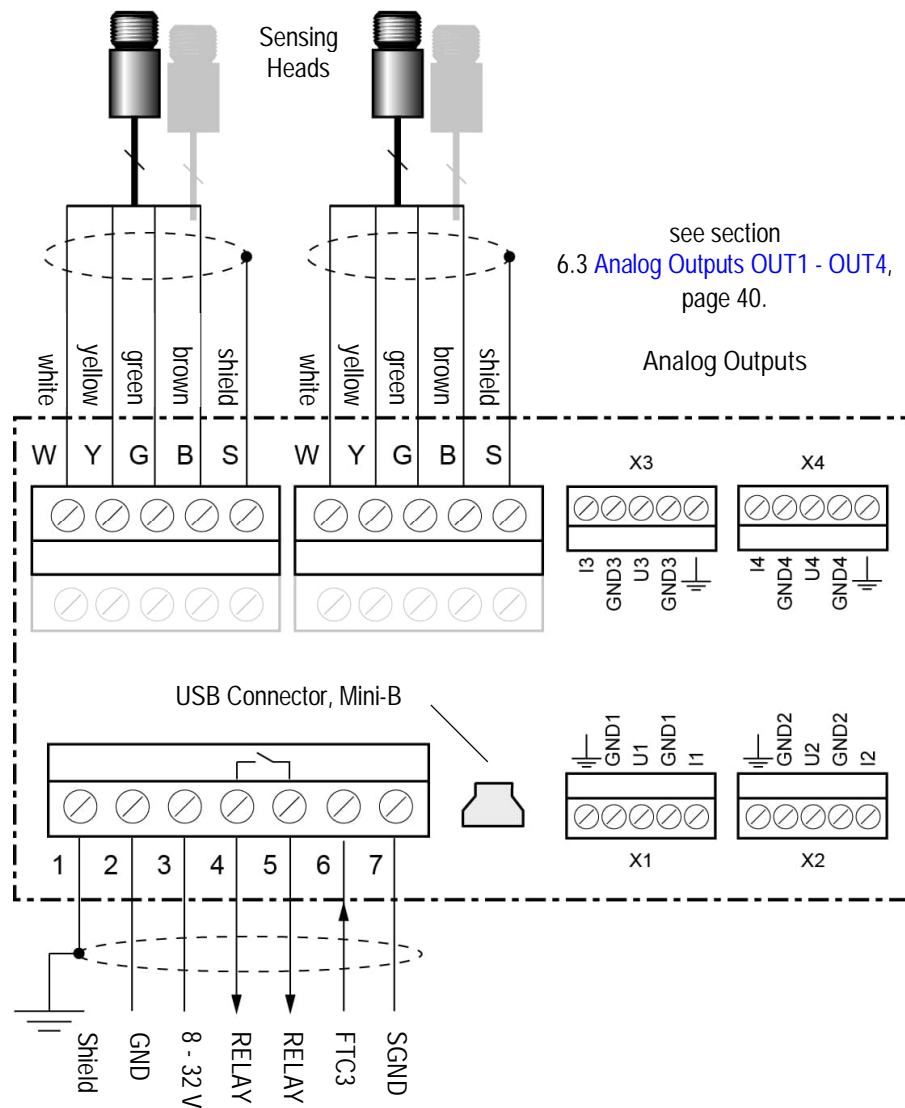 Sensing
Heads
see section
6.3 Analog Outputs OUT1 - OUT4,
page 40.
Analog Outputs
white
yellow
green
brown
shield
white
yellow
green
brown
shield
W Y G B S
W Y G B S
X3
X4
I3
GND3
U3
GND3
I4
GND4
U4
GND4
USB Connector, Mini-B
GND1
U1
GND1
I1
GND2
U2
GND2
I2
X1
X2
1 2 3 4 5 6 7
Shield
GND
8 - 32 V
RELAY
RELAY
FTC3
SGND